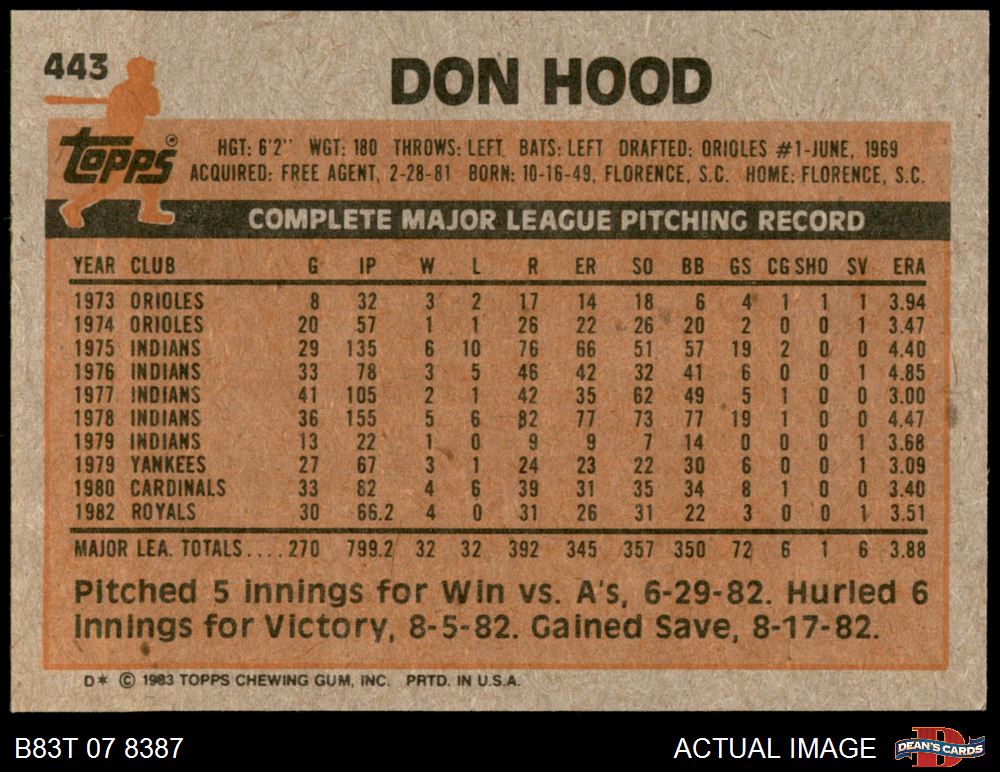 443
DON HOOD
Topps ®
HGT: 6'2" WGT: 180 THROWS: LEFT BATS: LEFT DRAFTED: ORIOLES #1-JUNE, 1969
ACQUIRED: FREE AGENT, 2-28-81 BORN: 10-16-49, FLORENCE, S.C. HOME: FLORENCE, S.C.
COMPLETE MAJOR LEAGUE PITCHING RECORD
YEAR CLUB G IP W L R ER SO BB GS CG SHO SV ERA
1973 ORIOLES 8 32 3 2 17 14 18 6 4 1 1 1 3.94
1974 ORIOLES 20 57 1 1 26 22 26 20 2 0 0 1 3.47
1975 INDIANS 29 135 6 10 76 66 51 57 19 2 0 0 4.40
1976 INDIANS 33 78 3 5 46 42 32 41 6 0 0 1 4.85
1977 INDIANS 41 105 2 1 42 35 62 49 5 1 0 0 3.00
1978 INDIANS 36 155 5 6 82 77 73 77 19 1 0 0 4.47
1979 INDIANS 13 22 1 0 9 9 7 14 0 0 0 1 3.68
1979 YANKEES 27 67 3 1 24 23 22 30 6 0 0 1 3.09
1980 CARDINALS 33 82 4 6 39 31 35 34 8 1 0 0 3.40
1982 ROYALS 30 66.2 4 0 31 26 31 22 3 0 0 1 3.51
MAJOR LEA. TOTALS.... 270 799.2 32 32 392 345 357 350 72 6 1 6 3.88
Pitched 5 innings for Win vs. A's, 6-29-82. Hurled 6
innings for Victory, 8-5-82. Gained Save, 8-17-82.
D* © 1983 TOPPS CHEWING GUM, INC. PRTD. IN U.S.A.
B83T 07 8387 ACTUAL IMAGE DEAN'S CARDS